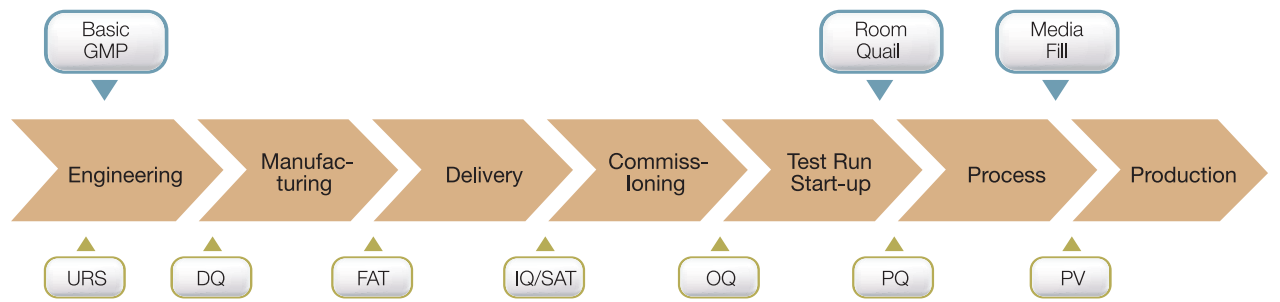 Basic
GMP
Room
Quail
Media
Fill
Engineering
Manufac-
turing
Delivery
Commiss-
loning
Test Run
Start-up
Process
Production
URS
DQ
FAT
IQ/SAT
OQ
PQ
PV